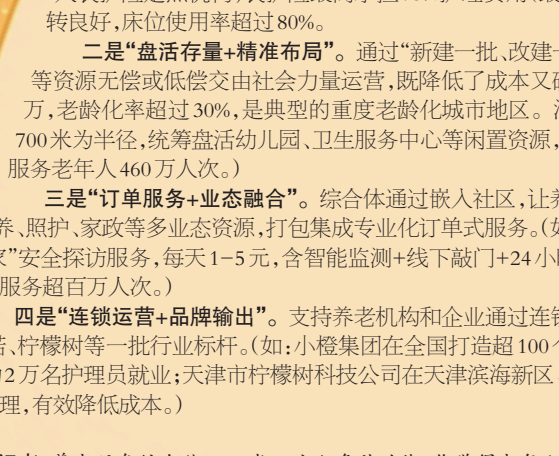 转良好，床位使用率超过80%。
二是“盘活存量+精准布局”。通过“新建一批、改建一
等资源无偿或低偿交由社会力量运营，既降低了成本又
万，老龄化率超过30%，是典型的重度老龄化城市地区。
700米为半径，统筹盘活幼儿园、卫生服务中心等闲置资源，
服务老年人460万人次。）
三是“订单服务+业态融合”。综合体通过嵌入社区，让
养、照护、家政等多业态资源，打包集成专业化订单式服务。（如
家”安全探访服务，每天1-5元，含智能监测+线下敲门+24小
服务超百万人次。）
四是“连锁运营+品牌输出”。支持养老机构和企业通过连锁
、柠檬树等一批行业标杆。（如：小橙集团在全国打造超100个
2万名护理员就业；天津市柠檬树科技公司在天津滨海新区
理，有效降低成本。）